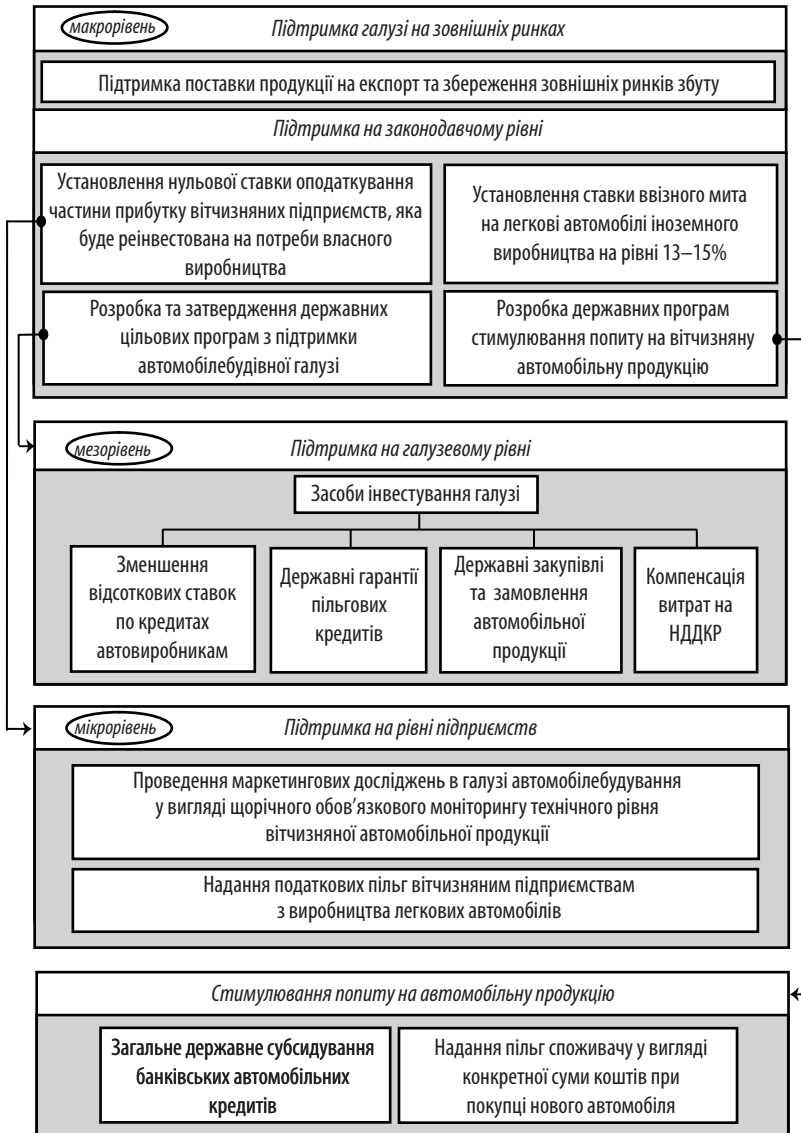 макрорівень Підтримка галузі на зовнішніх ринках
Підтримка поставки продукції на експорт та збереження зовнішніх ринків збуту
Підтримка на законодавчому рівні
Установлення нульової ставки оподаткування
частини прибутку вітчизняних підприємств, яка
буде реінвестована на потреби власного
виробництва
Установлення ставки ввізного мита
на легкові автомобілі іноземного
виробництва на рівні 13–15%
Розробка та затвердження державних
цільових програм з підтримки
автомобілебудівної галузі
Розробка державних програм
стимулювання попиту на вітчизняну
автомобільну продукцію
мезорівень Підтримка на галузевому рівні
Засоби інвестування галузі
Зменшення
відсоткових ставок
по кредитах
автовиробникам
Державні гарантії
пільгових
кредитів
Державні закупівлі
та замовлення
автомобільної
продукції
Компенсація
витрат на
НДДКР
мікрорівень Підтримка на рівні підприємств
Проведення маркетингових досліджень в галузі автомобілебудування
у вигляді щорічного обов’язкового моніторингу технічного рівня
вітчизняної автомобільної продукції
Надання податкових пільг вітчизняним підприємствам
з виробництва легкових автомобілів
Стимулювання попиту на автомобільну продукцію
Загальне державне субсидування
банківських автомобільних
кредитів
Надання пільг споживачу у вигляді
конкретної суми коштів при
покупці нового автомобіля